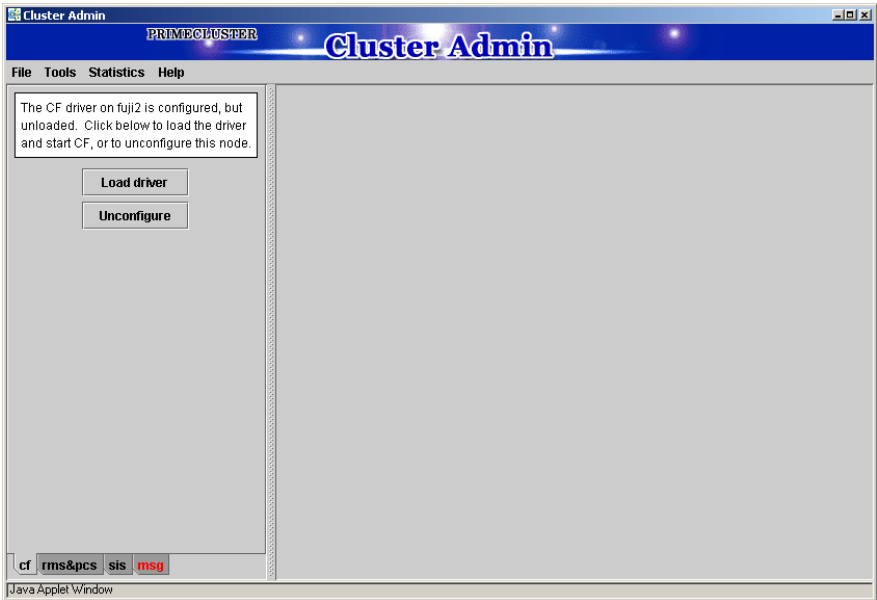 Cluster Admin
PRIMECLUSTER
Cluster Admin
File Tools Statistics Help
The CF driver on fuji2 is configured, but
unloaded. Click below to load the driver
and start CF, or to unconfigure this node.
Load driver
Unconfigure
cf rms&pcs sis msg
Java Applet Window